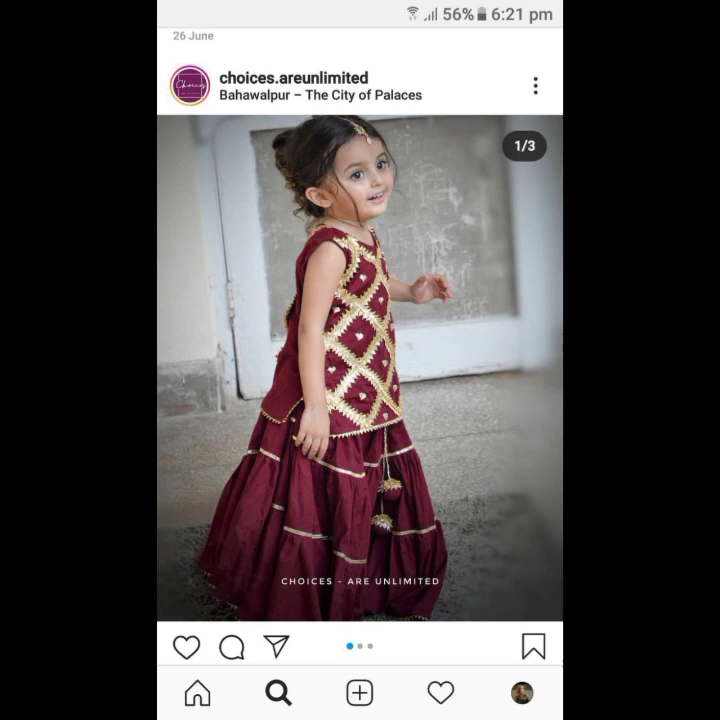 56% 6:21 pm
26 June
choices.areunlimited
Bahawalpur – The City of Palaces
1/3
CHOICES - ARE UNLIMITED